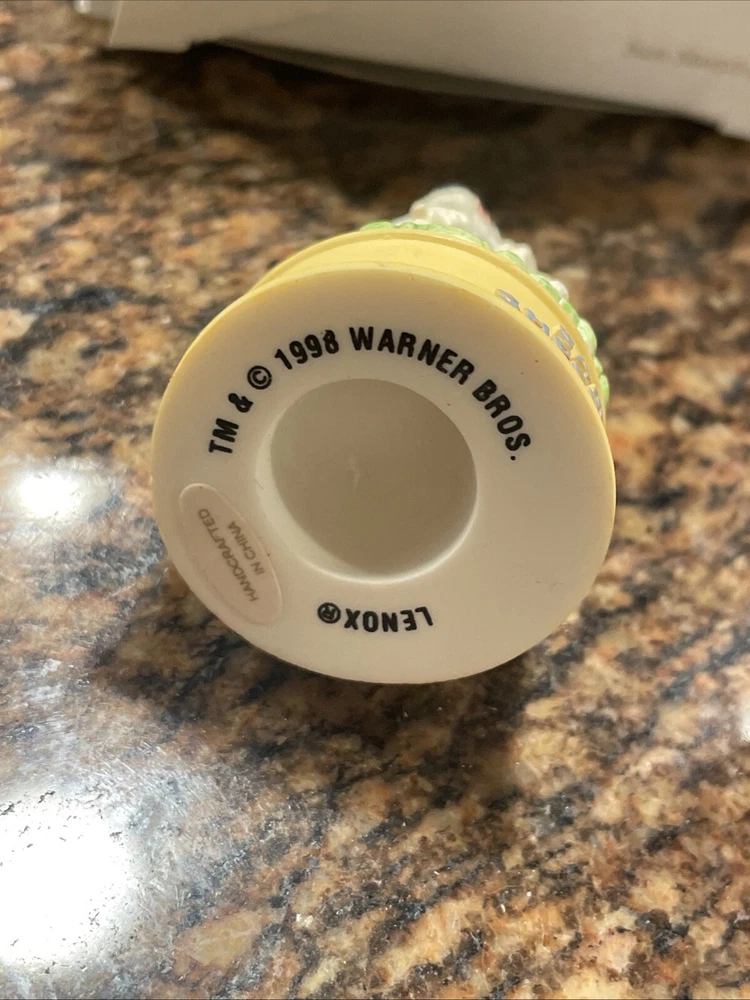 TM & © 1998 WARNER BROS.
LENOX®
HANDCRAFTED
IN CHINA